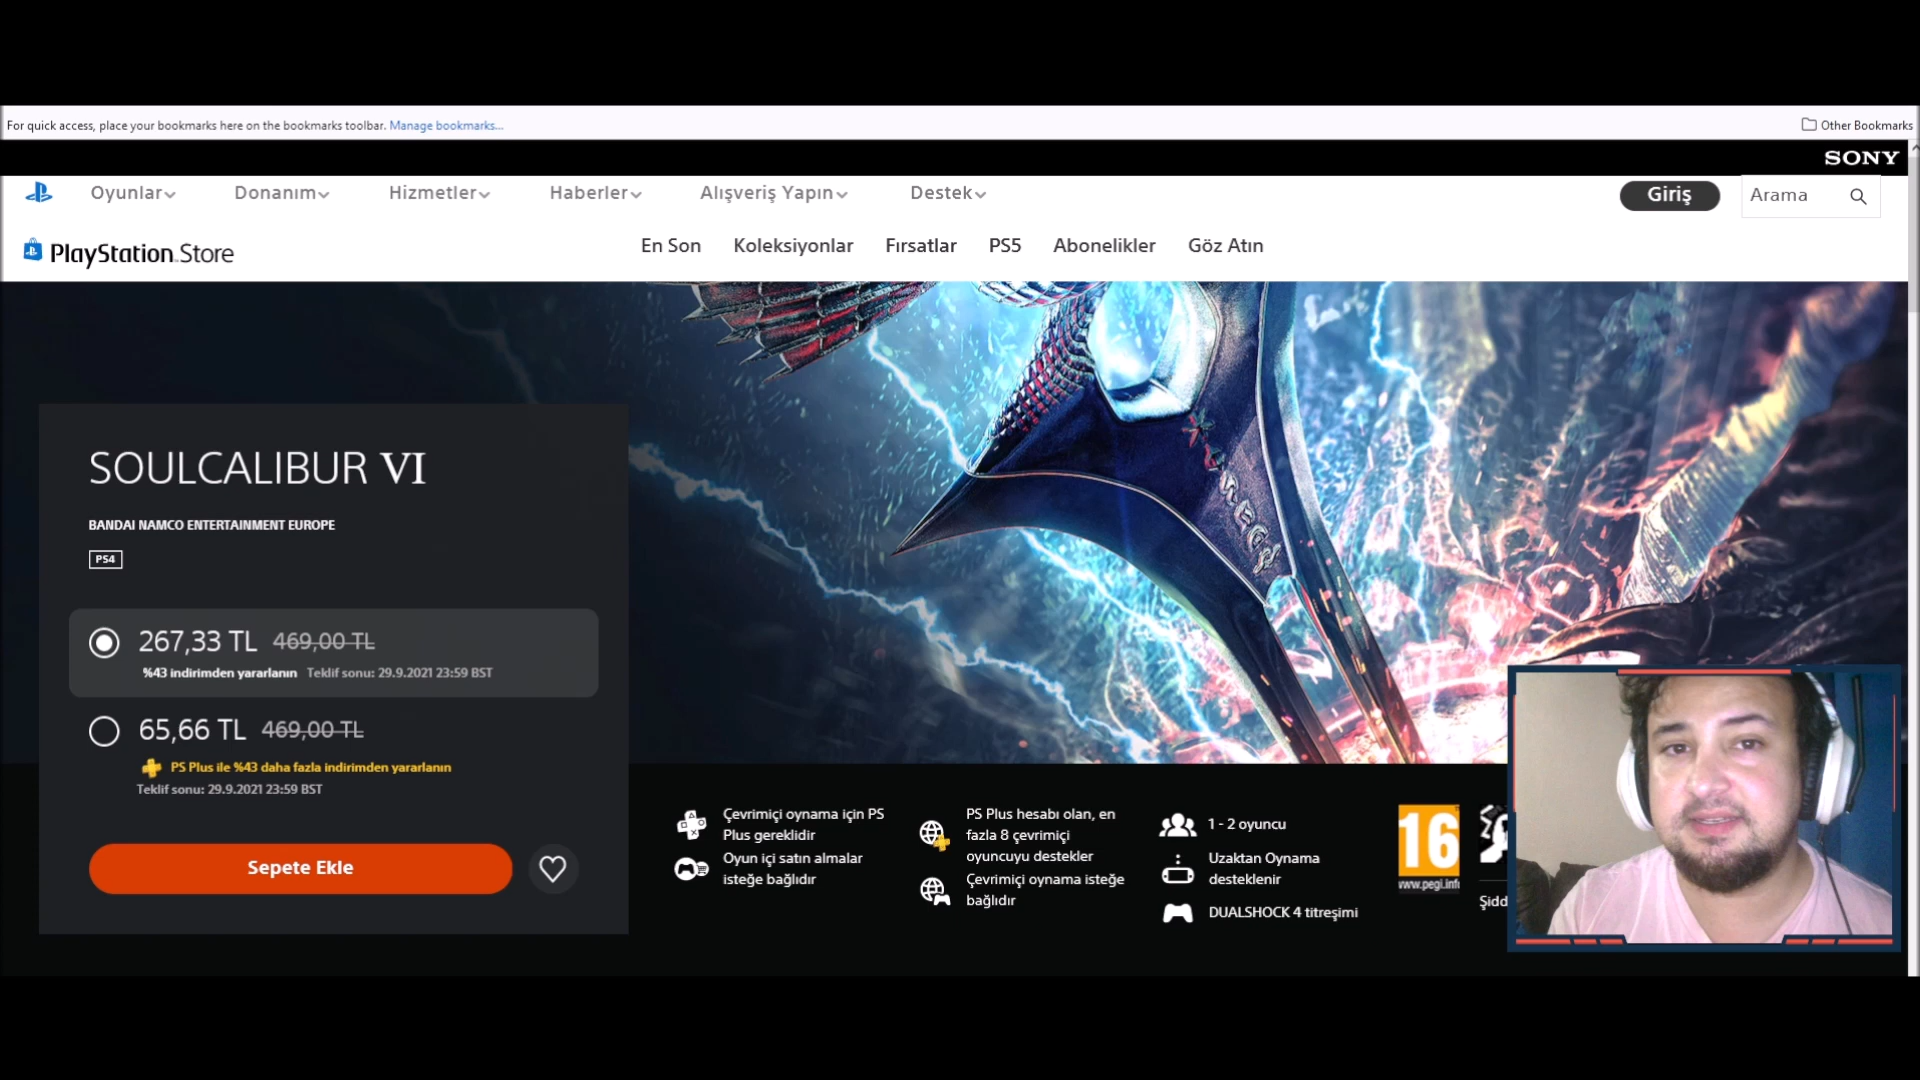 For quick access, place your bookmarks here on the bookmarks toolbar. Manage bookmarks...
Other Bookmarks
SONY
Oyunlar
Donanım
Hizmetler
Haberler
Alışveriş Yapın
Destek
Giriş
Arama
PlayStation Store
En Son
Koleksiyonlar
Fırsatlar
PS5
Abonelikler
Göz Atın
SOULCALIBUR VI
BANDAI NAMCO ENTERTAINMENT EUROPE
PS4
267,33 TL 469,00 TL
%43 indirimden yararlanın Teklif sonu: 29.9.2021 23:59 BST
65,66 TL 469,00 TL
PS Plus ile %43 daha fazla indirimden yararlanın
Teklif sonu: 29.9.2021 23:59 BST
Sepete Ekle
Çevrimiçi oynama için PS
Plus gereklidir
Oyun içi satın almalar
isteğe bağlıdır
PS Plus hesabı olan, en
fazla 8 çevrimiçi
oyuncuyu destekler
Çevrimiçi oynama isteğe
bağlıdır
1 - 2 oyuncu
Uzaktan Oynama
desteklenir
DUALSHOCK 4 titreşimi
16
www.pegi.info
Şidd